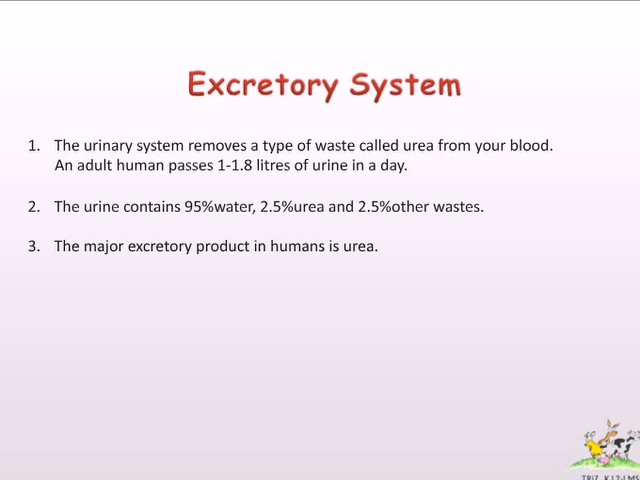 Excretory System
1. The urinary system removes a type of waste called urea from your blood.
An adult human passes 1-1.8 litres of urine in a day.
2. The urine contains 95%water, 2.5%urea and 2.5%other wastes.
3. The major excretory product in humans is urea.